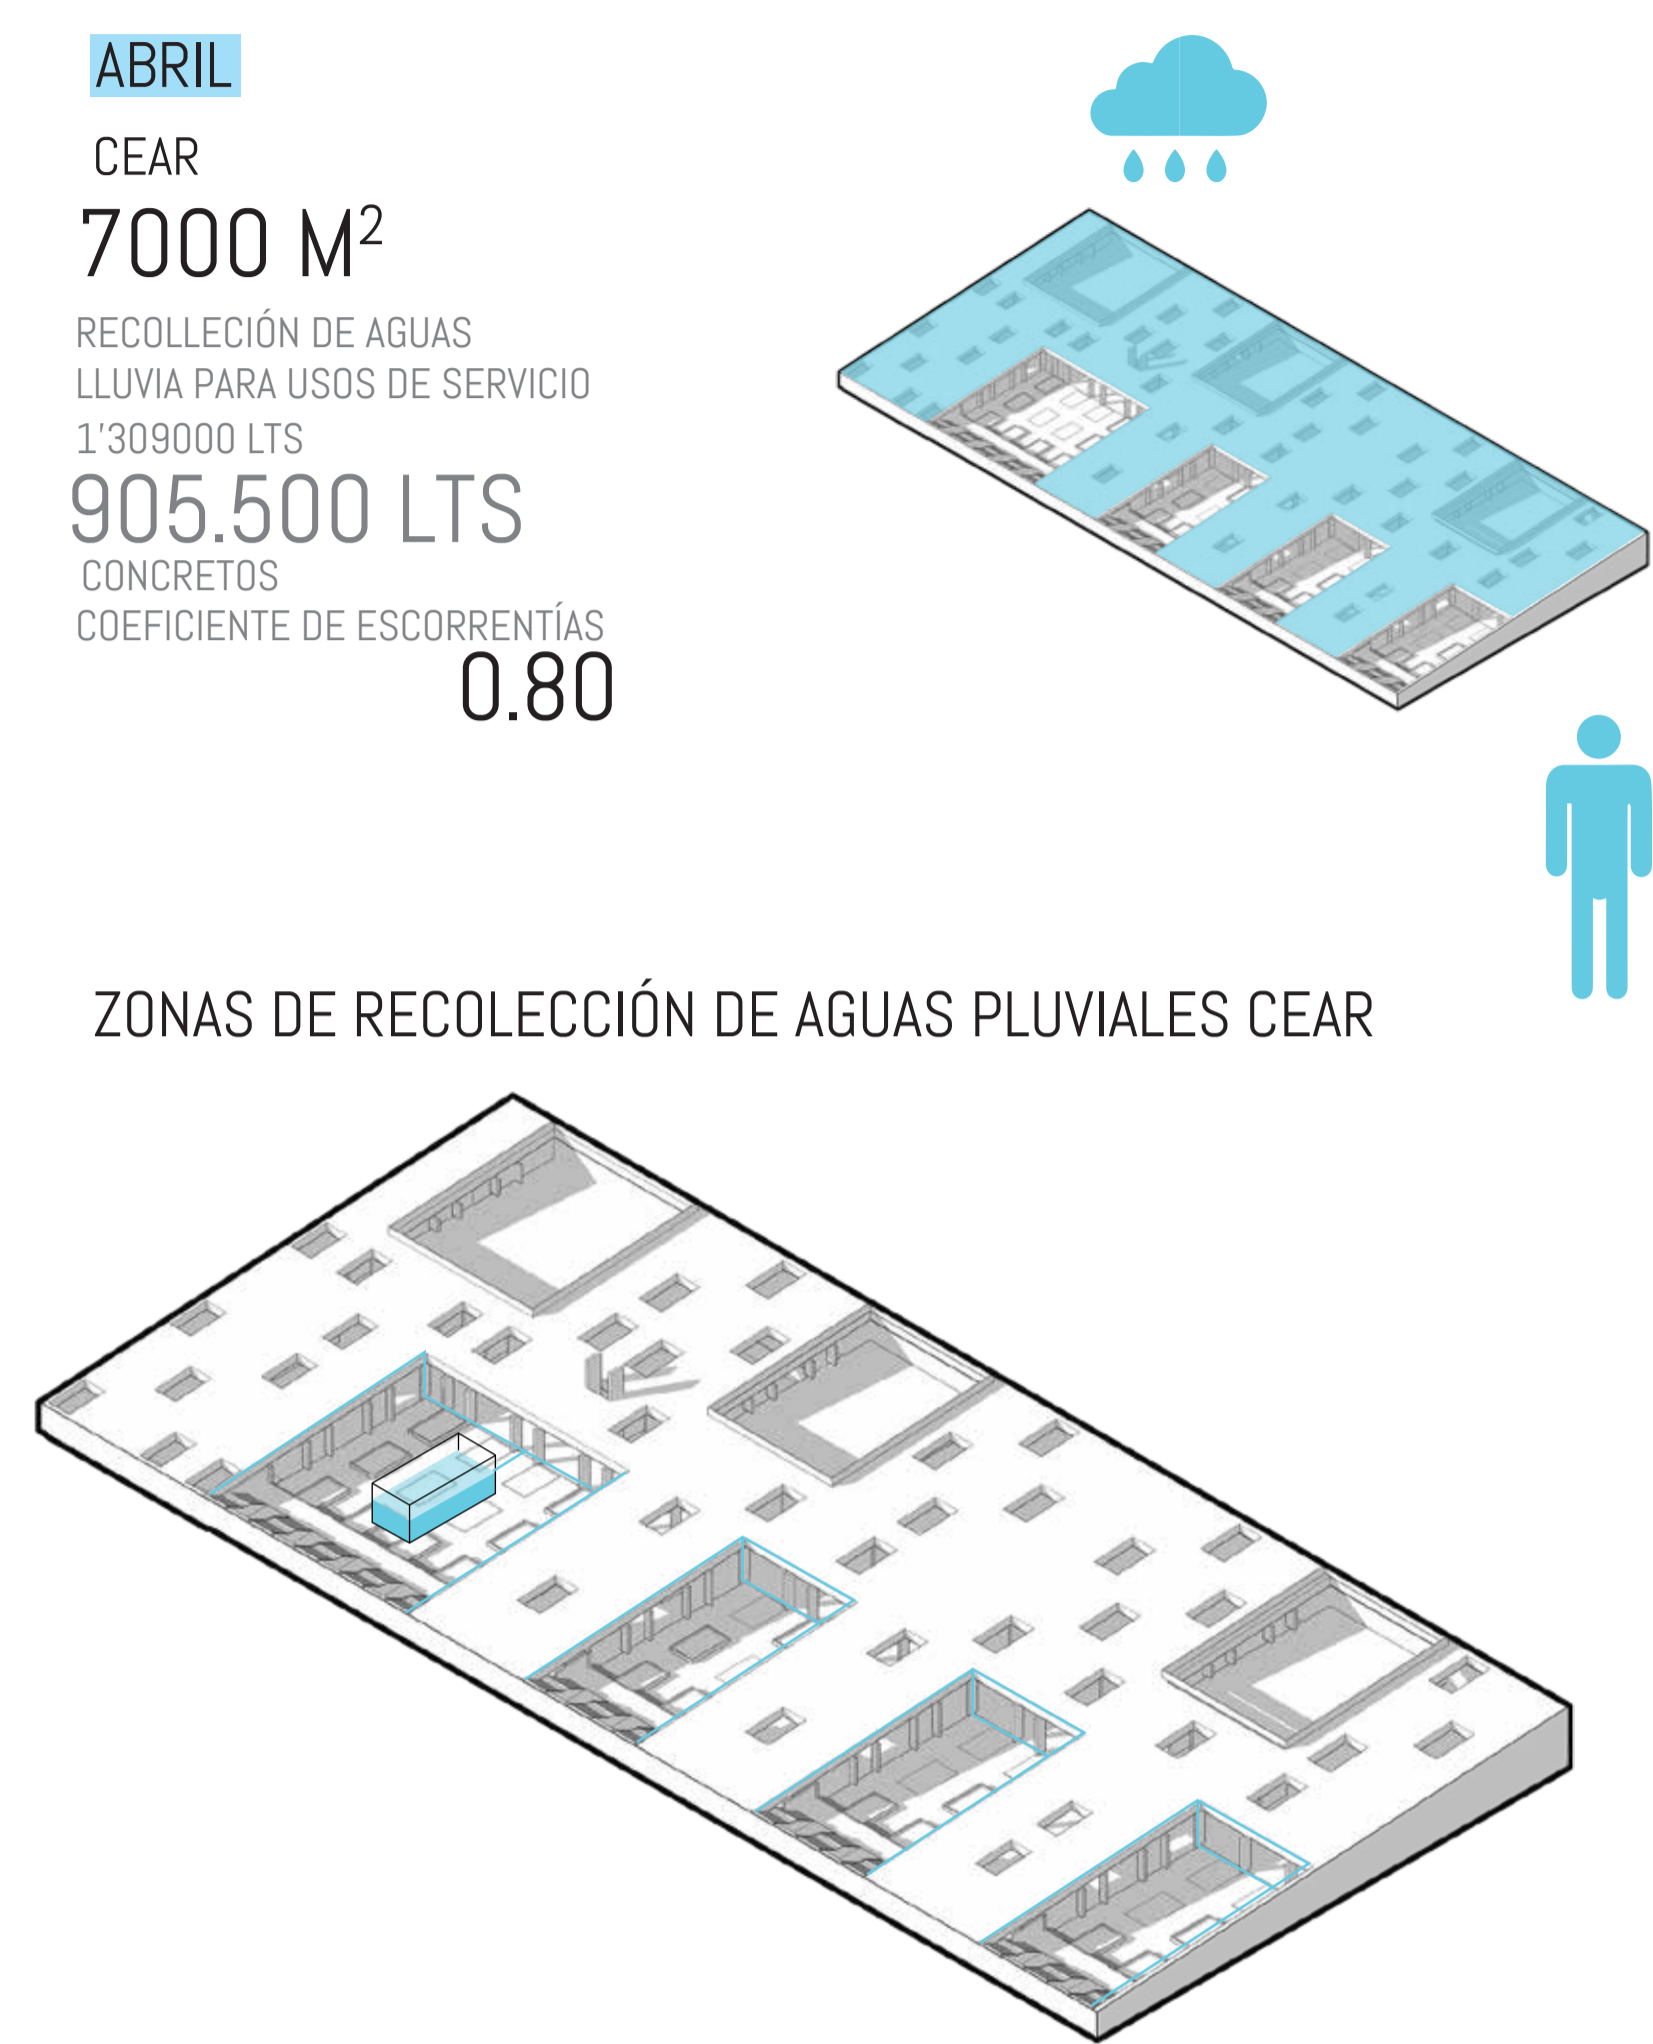 ABRIL
CEAR
7000 M²
RECOLLECIÓN DE AGUAS
LLUVIA PARA USOS DE SERVICIO
1'309000 LTS
905.500 LTS
CONCRETOS
COEFICIENTE DE ESCORRENTÍAS
0.80
ZONAS DE RECOLECCIÓN DE AGUAS PLUVIALES CEAR